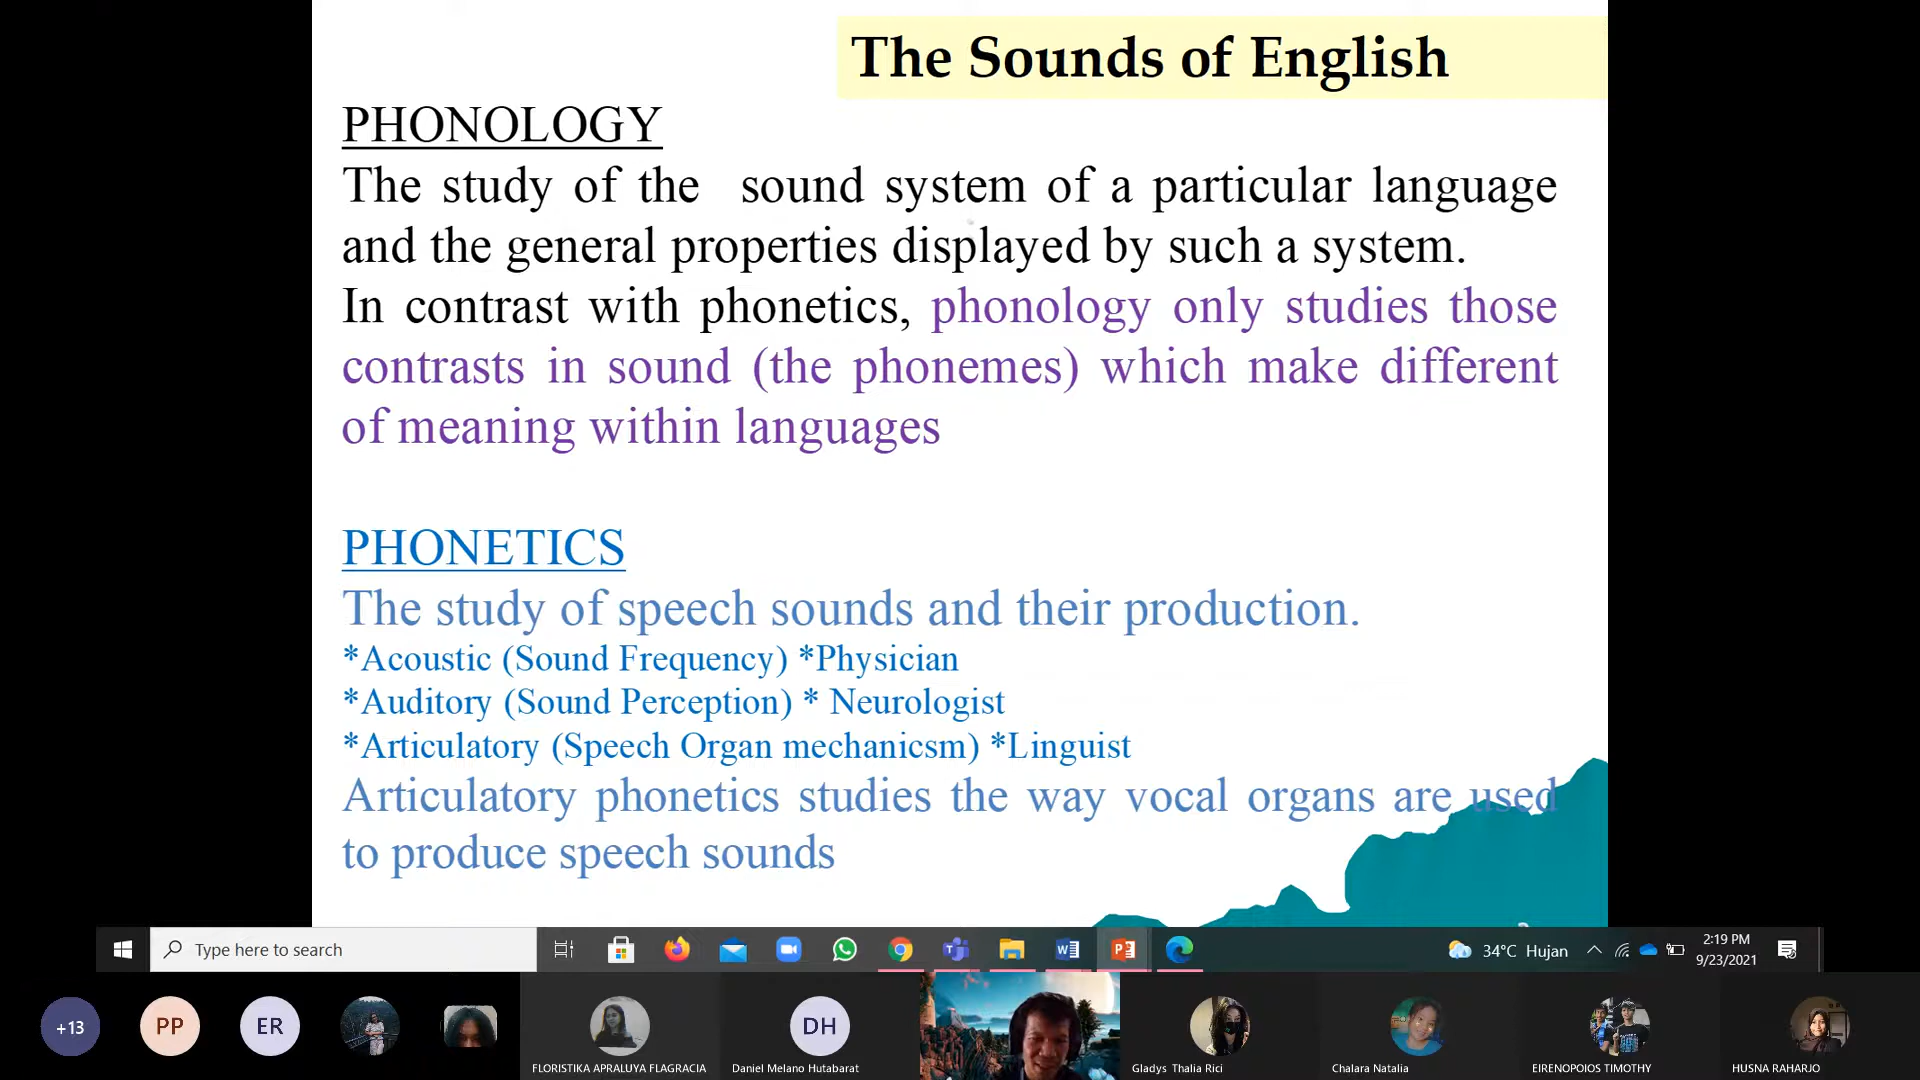 The Sounds of English
PHONOLOGY
The study of the sound system of a particular language
and the general properties displayed by such a system.
In contrast with phonetics, phonology only studies those
contrasts in sound (the phonemes) which make different
of meaning within languages
PHONETICS
The study of speech sounds and their production.
*Acoustic (Sound Frequency) *Physician
*Auditory (Sound Perception) * Neurologist
*Articulatory (Speech Organ mechanicsm) *Linguist
Articulatory phonetics studies the way vocal organs are used
to produce speech sounds
Type here to search
34°C Hujan
2:19 PM
9/23/2021
+13
PP
ER
DH
FLORISTIKA APRALUYA FLAGRACIA
Daniel Melano Hutabarat
Gladys Thalia Rici
Chalara Natalia
EIRENOPOIOS TIMOTHY
HUSNA RAHARJO